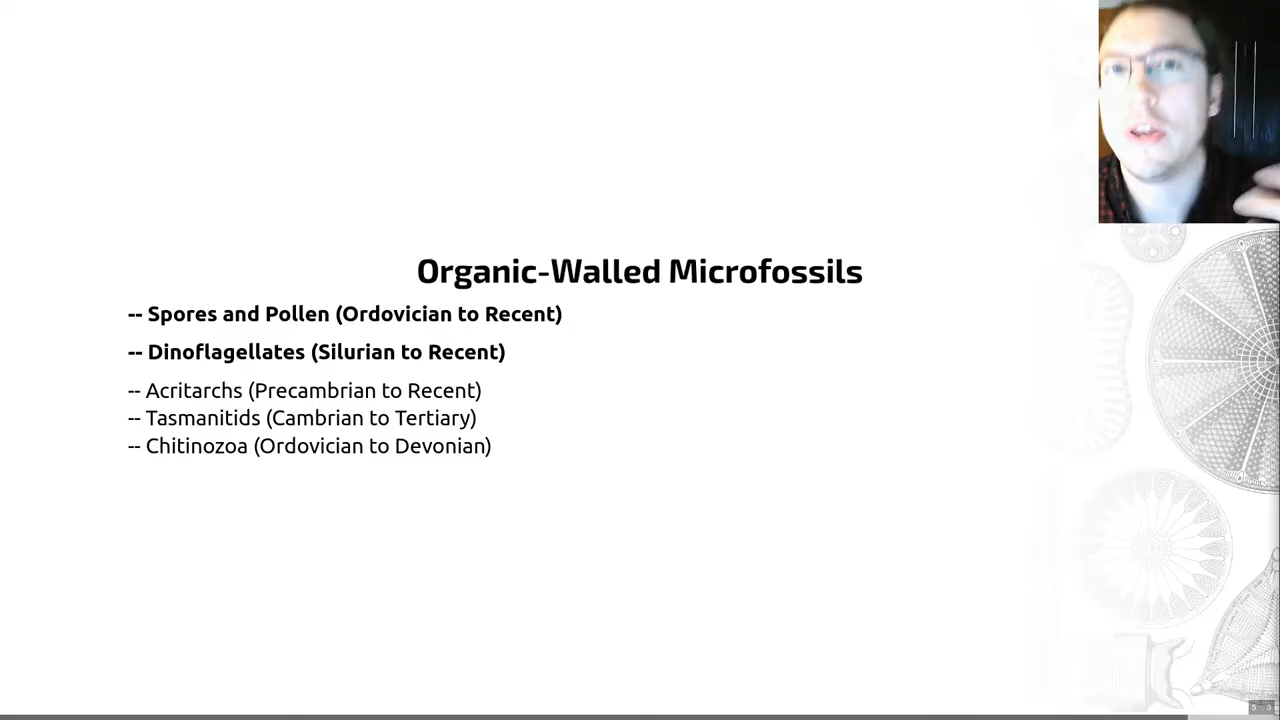 Organic-Walled Microfossils
-- Spores and Pollen (Ordovician to Recent)
-- Dinoflagellates (Silurian to Recent)
-- Acritarchs (Precambrian to Recent)
-- Tasmanitids (Cambrian to Tertiary)
-- Chitinozoa (Ordovician to Devonian)